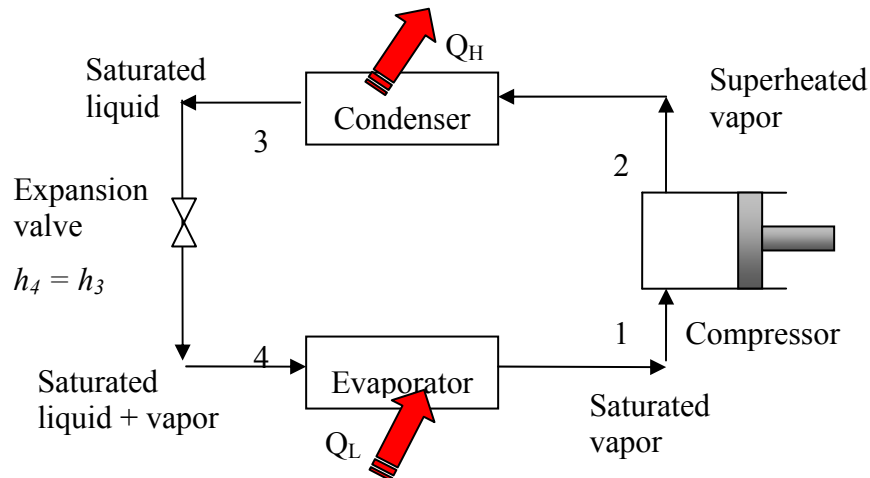 Q_H
Saturated
liquid
Condenser
Superheated
vapor
3
2
Expansion
valve
h_4 = h_3
1
Compressor
4
Evaporator
Saturated
liquid + vapor
Saturated
vapor
Q_L